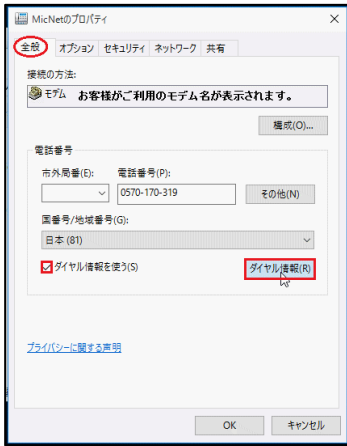 MicNetのプロパティ
全般 オプション セキュリティ ネットワーク 共有
接続の方法:
モデム お客様がご利用のモデム名が表示されます。
構成(O)...
電話番号
市外局番(E): 電話番号(P):
0570-170-319 その他(N)
国番号/地域番号(G):
日本 (81)
ダイヤル情報を使う(S) ダイヤル情報(R)
プライバシーに関する声明
OK キャンセル